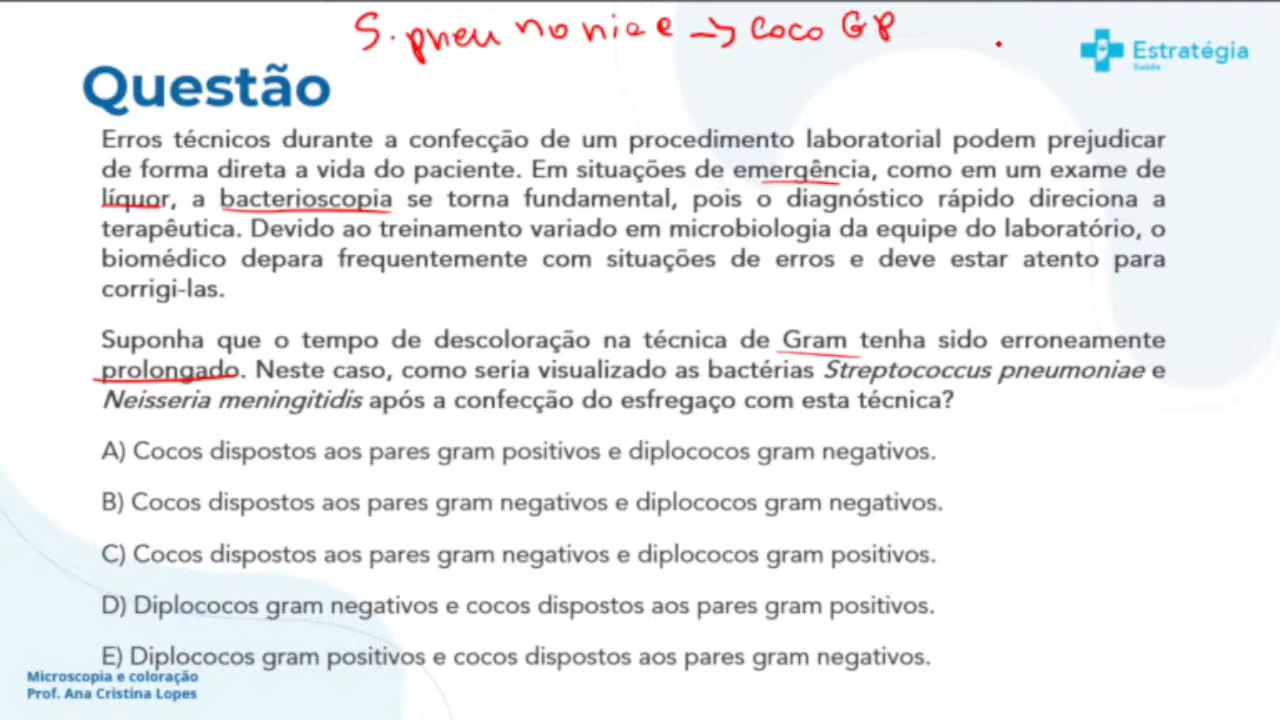 S. pneumoniae → coco GP
Estratégia
Saúde
Questão
Erros técnicos durante a confecção de um procedimento laboratorial podem prejudicar
de forma direta a vida do paciente. Em situações de emergência, como em um exame de
líquor, a bacterioscopia se torna fundamental, pois o diagnóstico rápido direciona a
terapêutica. Devido ao treinamento variado em microbiologia da equipe do laboratório, o
biomédico depara frequentemente com situações de erros e deve estar atento para
corrigi-las.
Suponha que o tempo de descoloração na técnica de Gram tenha sido erroneamente
prolongado. Neste caso, como seria visualizado as bactérias Streptococcus pneumoniae e
Neisseria meningitidis após a confecção do esfregaço com esta técnica?
A) Cocos dispostos aos pares gram positivos e diplococos gram negativos.
B) Cocos dispostos aos pares gram negativos e diplococos gram negativos.
C) Cocos dispostos aos pares gram negativos e diplococos gram positivos.
D) Diplococos gram negativos e cocos dispostos aos pares gram positivos.
E) Diplococos gram positivos e cocos dispostos aos pares gram negativos.
Microscopia e coloração
Prof. Ana Cristina Lopes